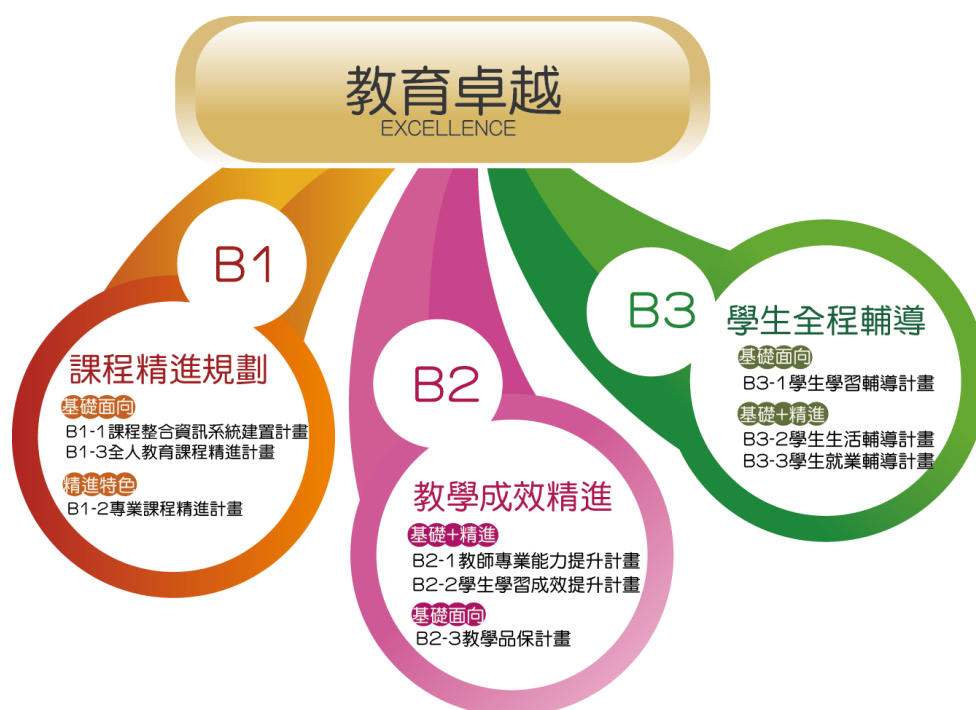 教育卓越
EXCELLENCE
B1
課程精進規劃
基礎面向
B1-1課程整合資訊系統建置計畫
B1-3全人教育課程精進計畫
精進特色
B1-2專業課程精進計畫
B2
教學成效精進
基礎+精進
B2-1教師專業能力提升計畫
B2-2學生學習成效提升計畫
基礎面向
B2-3教學品保計畫
B3
學生全程輔導
基礎面向
B3-1學生學習輔導計畫
基礎+精進
B3-2學生生活輔導計畫
B3-3學生就業輔導計畫